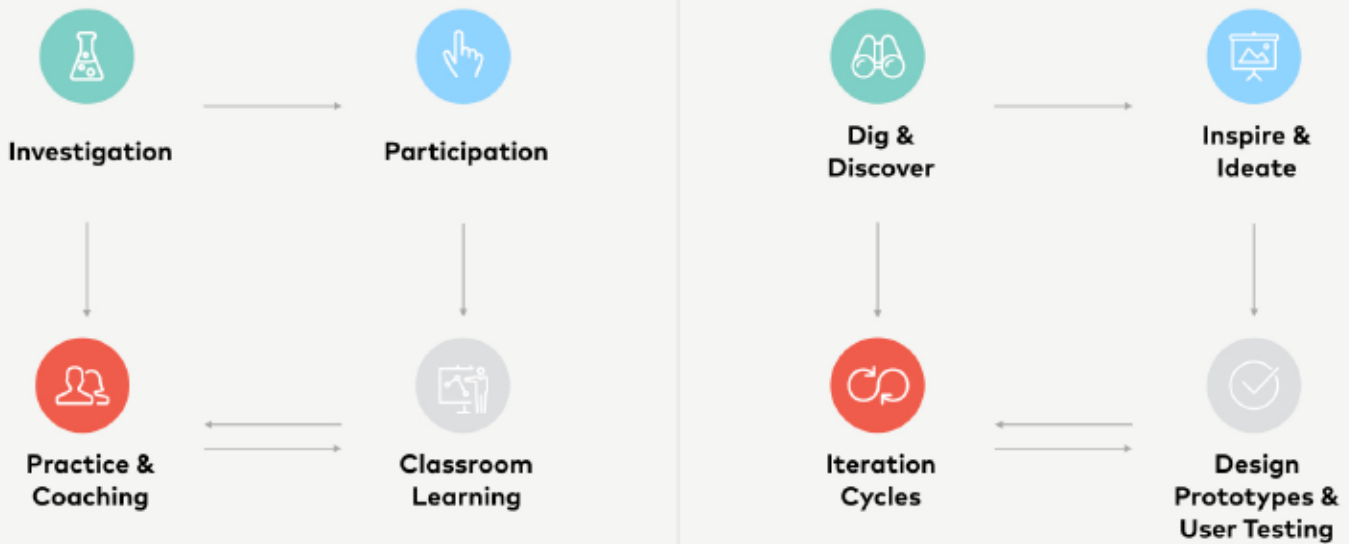 Investigation
Participation
Practice &
Coaching
Classroom
Learning
Dig &
Discover
Inspire &
Ideate
Iteration
Cycles
Design
Prototypes &
User Testing